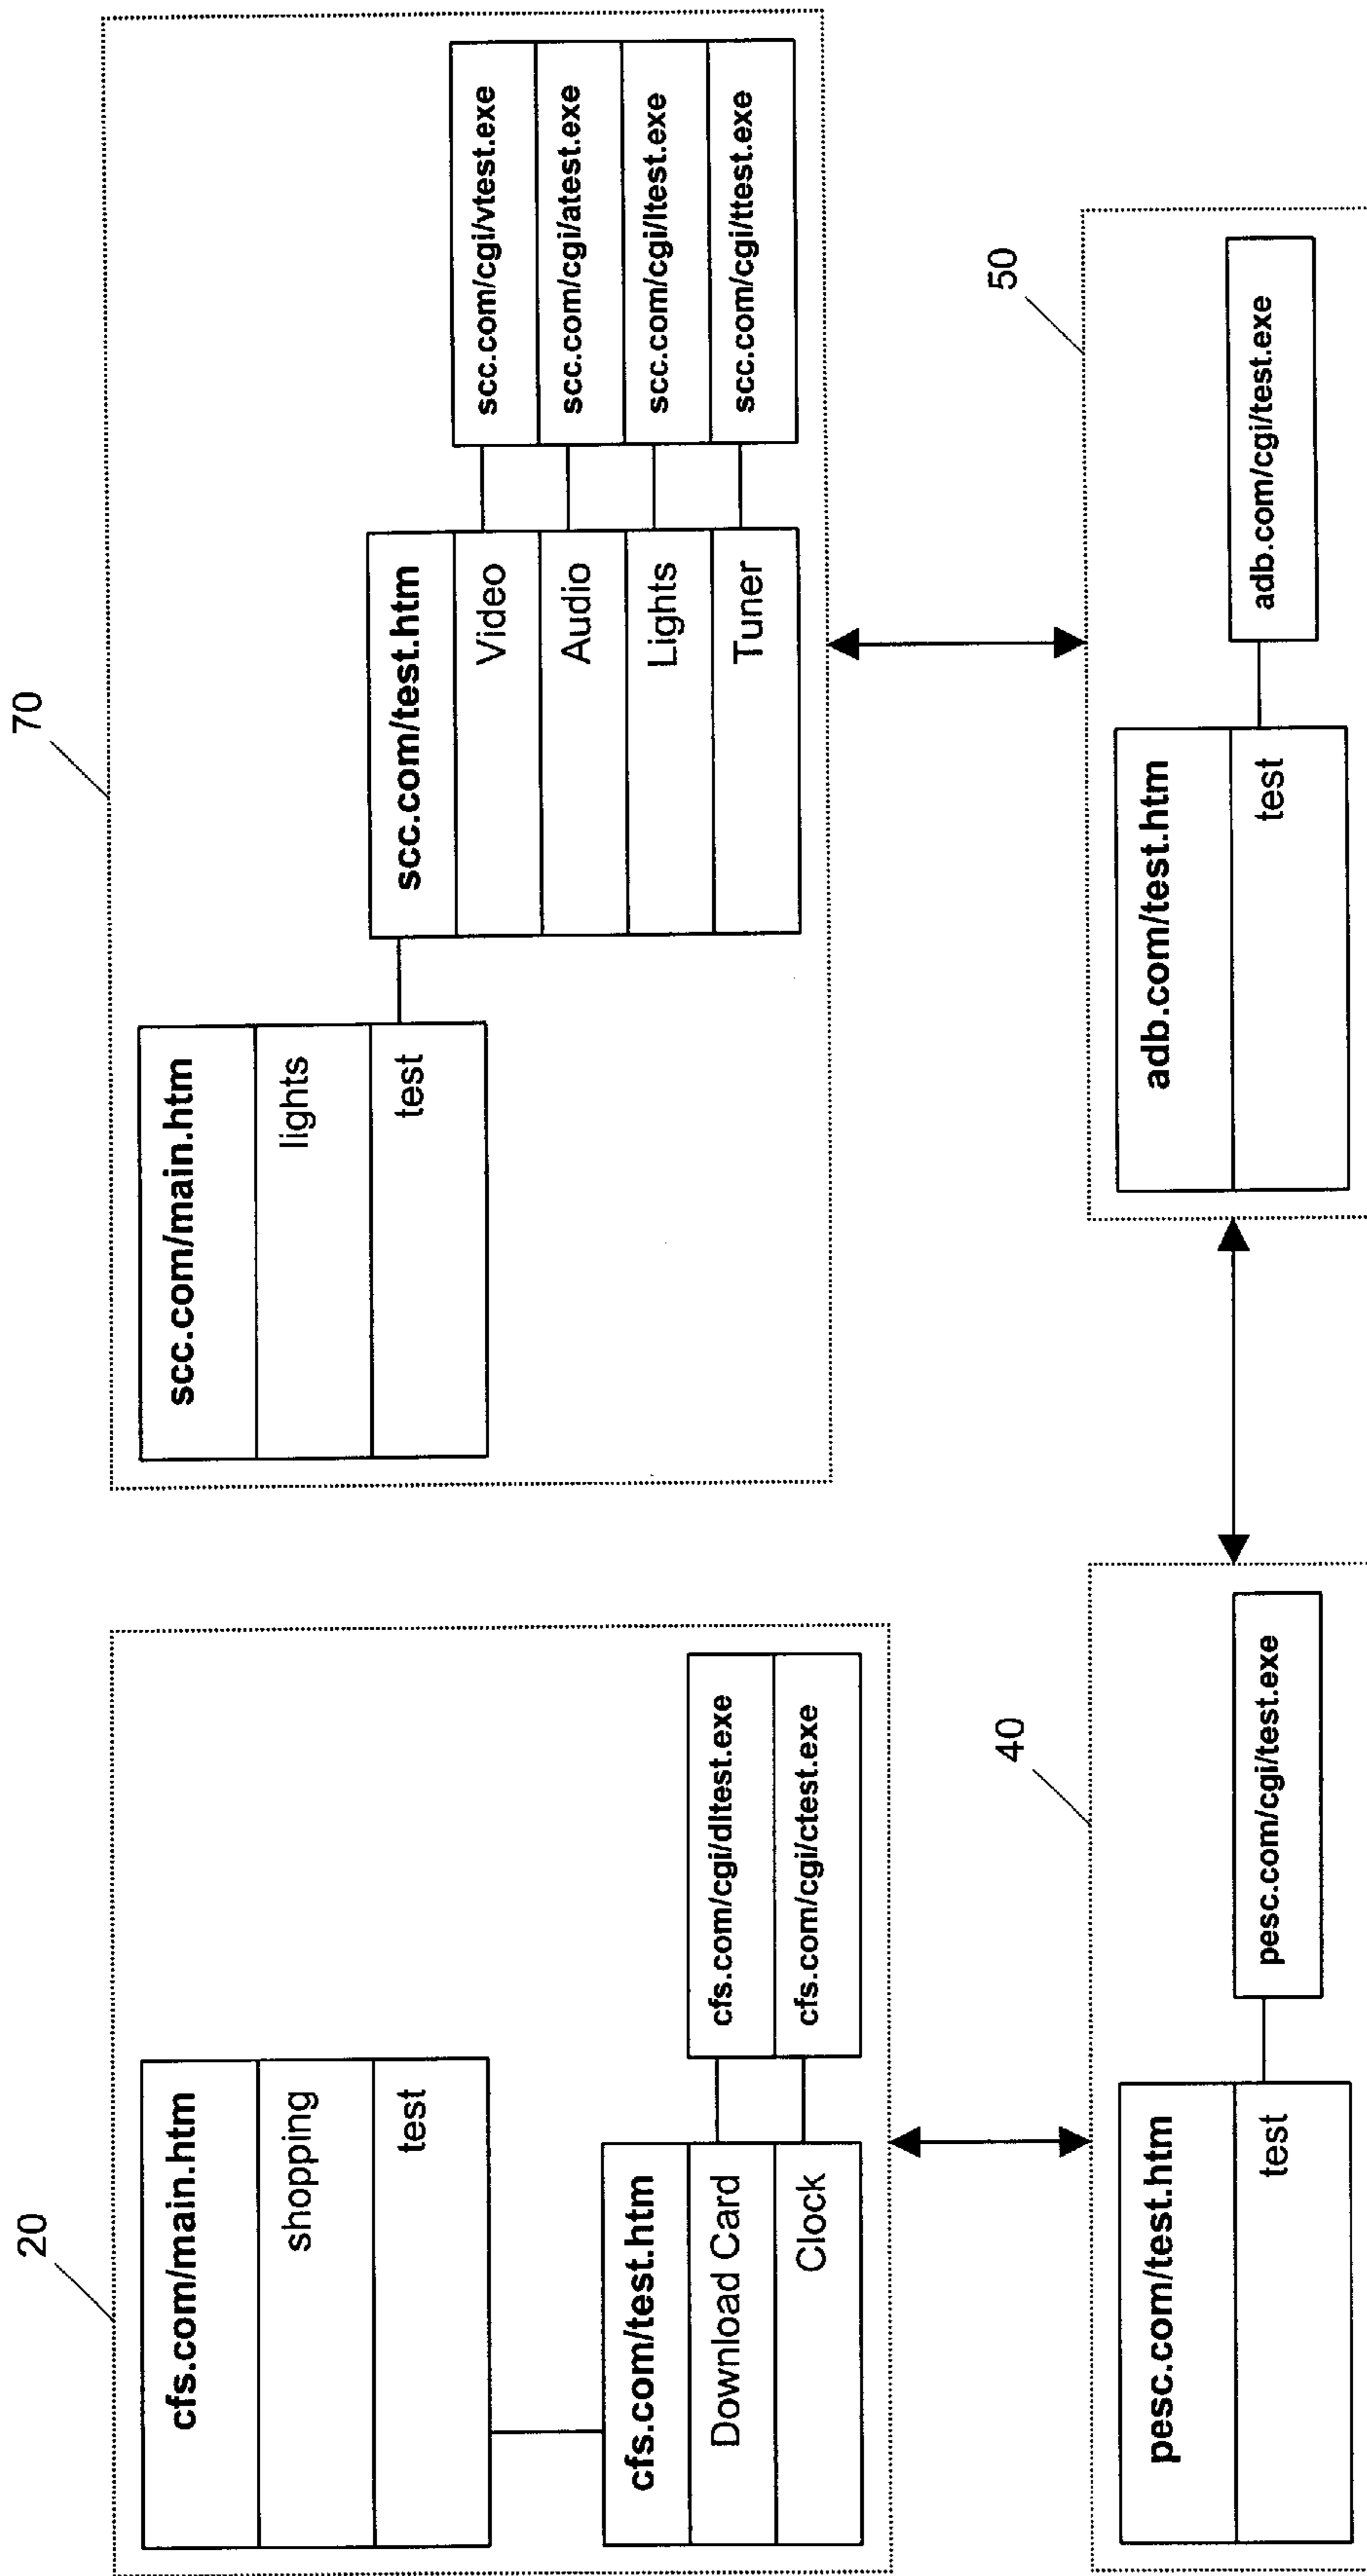 20
cfs.com/main.htm
shopping
test
cfs.com/test.htm
Download Card
Clock
cfs.com/cgi/dltest.exe
cfs.com/cgi/ctest.exe
70
scc.com/main.htm
lights
test
scc.com/test.htm
Video
Audio
Lights
Tuner
scc.com/cgi/vtest.exe
scc.com/cgi/atest.exe
scc.com/cgi/ltest.exe
scc.com/cgi/ttest.exe
40
pesc.com/test.htm
test
pesc.com/cgi/test.exe
50
adb.com/test.htm
test
adb.com/cgi/test.exe